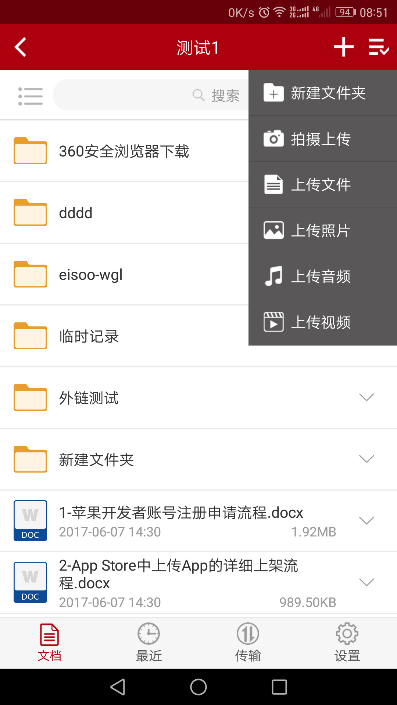 0K/s 94 08:51
测试1
搜索
新建文件夹
拍摄上传
上传文件
上传照片
上传音频
上传视频
360安全浏览器下载
dddd
eisoo-wgl
临时记录
外链测试
新建文件夹
W
DOC
1-苹果开发者账号注册申请流程.docx
2017-06-07 14:30 1.92MB
W
DOC
2-App Store中上传App的详细上架流
程.docx
2017-06-07 14:30 989.50KB
文档 最近 传输 设置